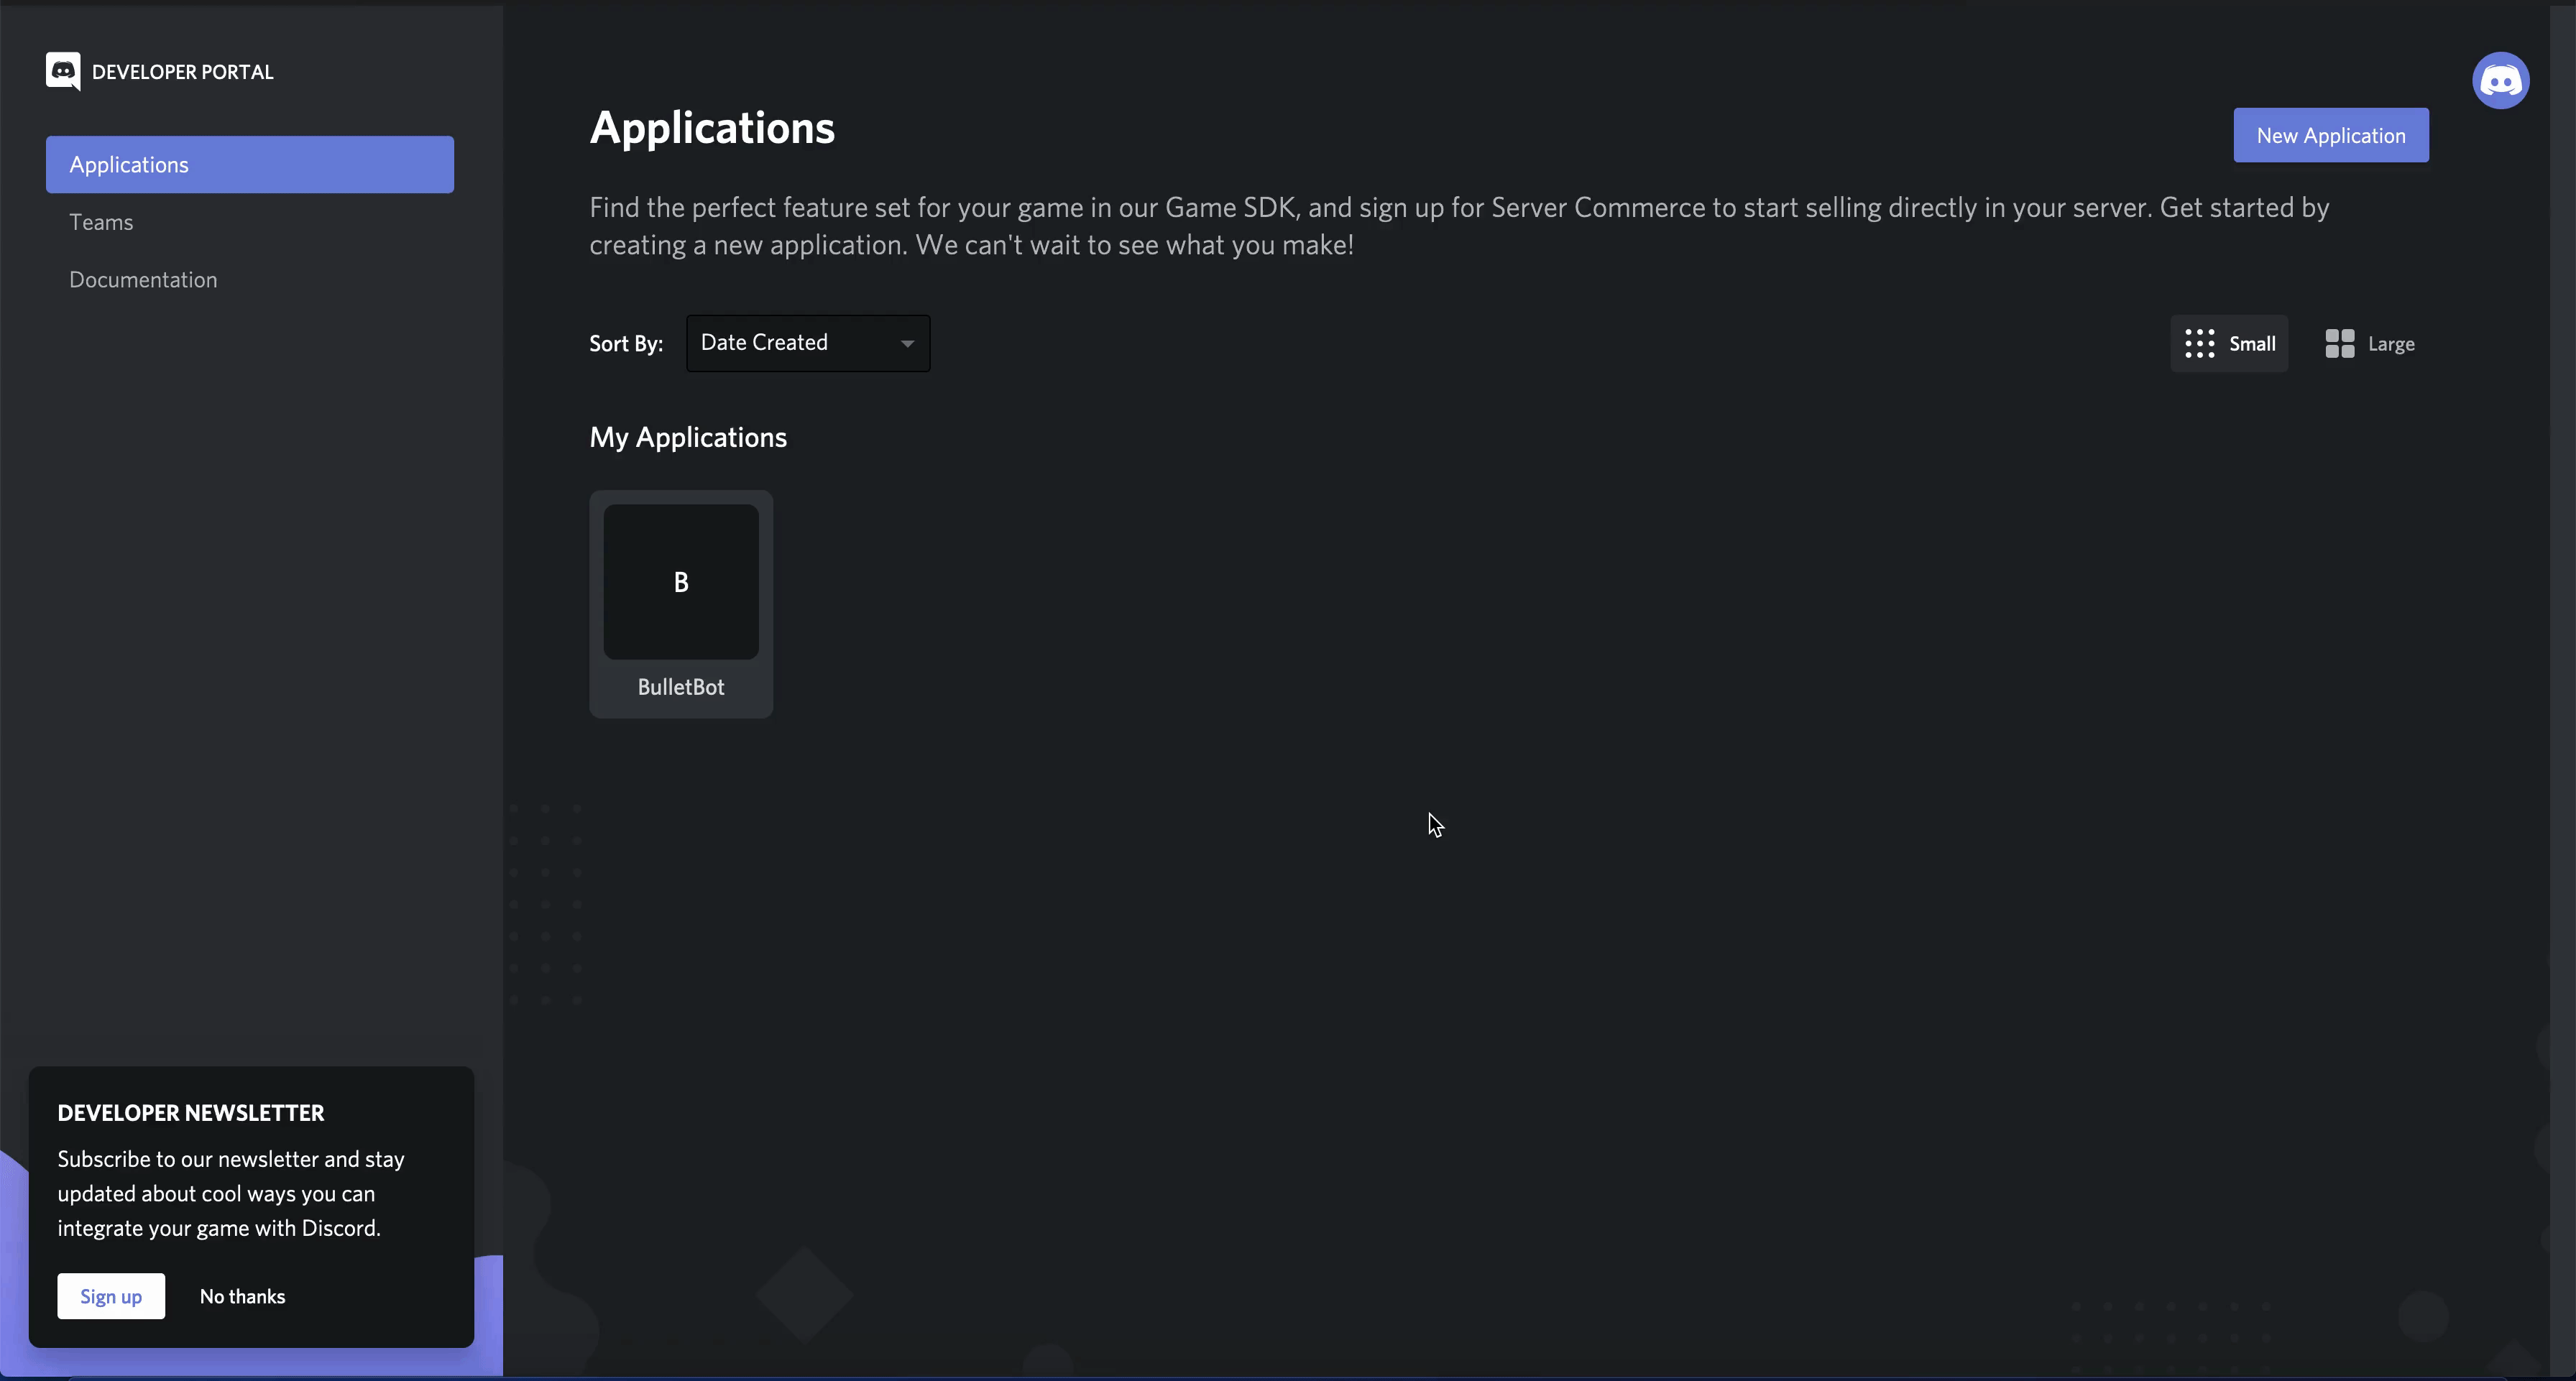 DEVELOPER PORTAL
Applications
Teams
Documentation
Applications
New Application
Find the perfect feature set for your game in our Game SDK, and sign up for Server Commerce to start selling directly in your server. Get started by
creating a new application. We can't wait to see what you make!
Sort By:
Date Created
Small
Large
My Applications
B
BulletBot
DEVELOPER NEWSLETTER
Subscribe to our newsletter and stay
updated about cool ways you can
integrate your game with Discord.
Sign up
No thanks